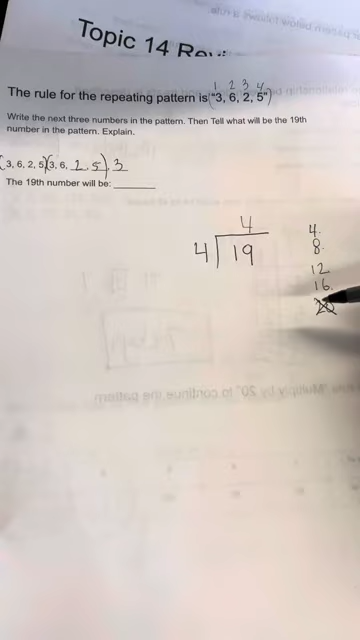 Topic 14 Rev
1 2 3 4
The rule for the repeating pattern is ("3, 6, 2, 5")
Write the next three numbers in the pattern. Then Tell what will be the 19th
number in the pattern. Explain.
(3, 6, 2, 5)(3, 6, 2, 5), 3
The 19th number will be: ________
4
4 19
4.
8.
12
16.
20